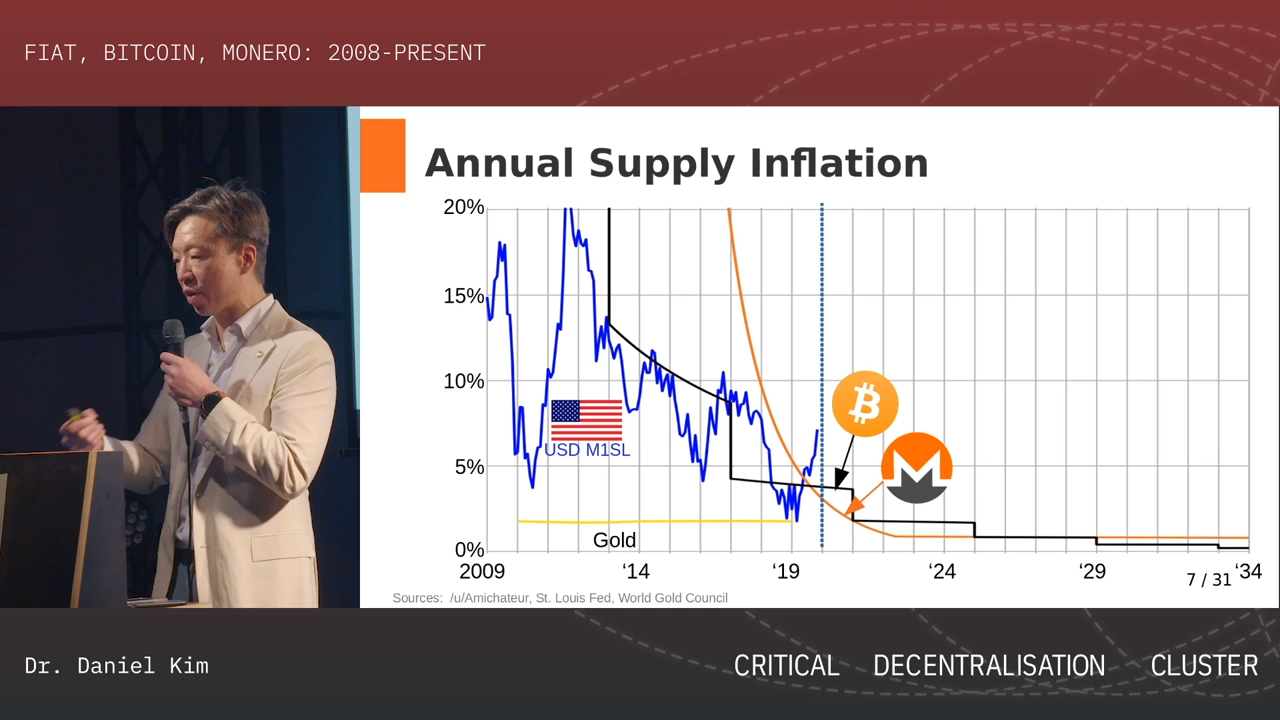 FIAT, BITCOIN, MONERO: 2008-PRESENT
Annual Supply Inflation
20%
15%
10%
5%
0%
USD M1SL
Gold
2009
‘14
‘19
‘24
‘29
‘34
7 / 31
Sources: /u/Amichateur, St. Louis Fed, World Gold Council
Dr. Daniel Kim
CRITICAL DECENTRALISATION CLUSTER